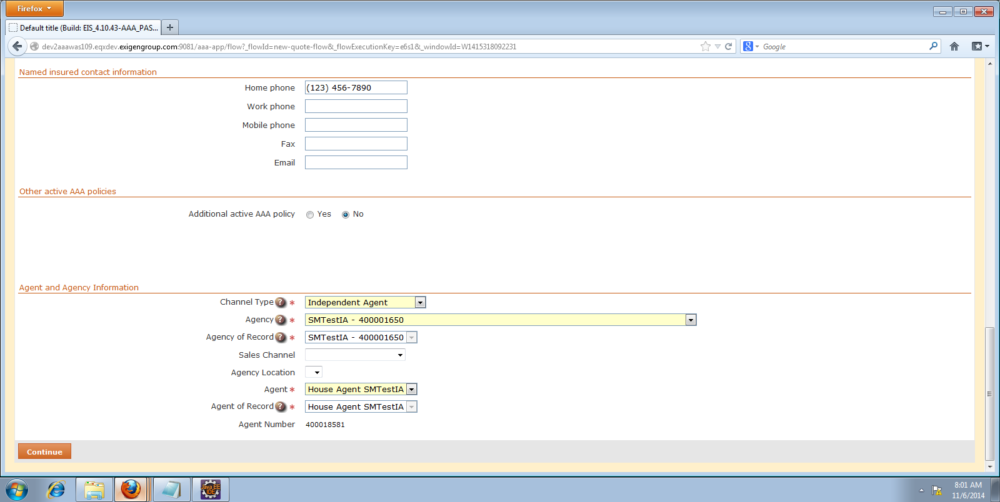 Firefox
Default title (Build: EIS_4.10.43-AAA_PAS...
dev2aaawas109.eqxdev.exigengroup.com:9081/aaa-app/flow?_flowId=new-quote-flow&_flowExecutionKey=e6s1&_windowId=W1415318092231
Google
Named insured contact information
Home phone (123) 456-7890
Work phone
Mobile phone
Fax
Email
Other active AAA policies
Additional active AAA policy Yes No
Agent and Agency Information
Channel Type ? * Independent Agent
Agency ? * SMTestIA - 400001650
Agency of Record ? * SMTestIA - 400001650
Sales Channel
Agency Location
Agent * House Agent SMTestIA
Agent of Record ? * House Agent SMTestIA
Agent Number 400018581
Continue
Java EE
IDE
8:01 AM
11/6/2014